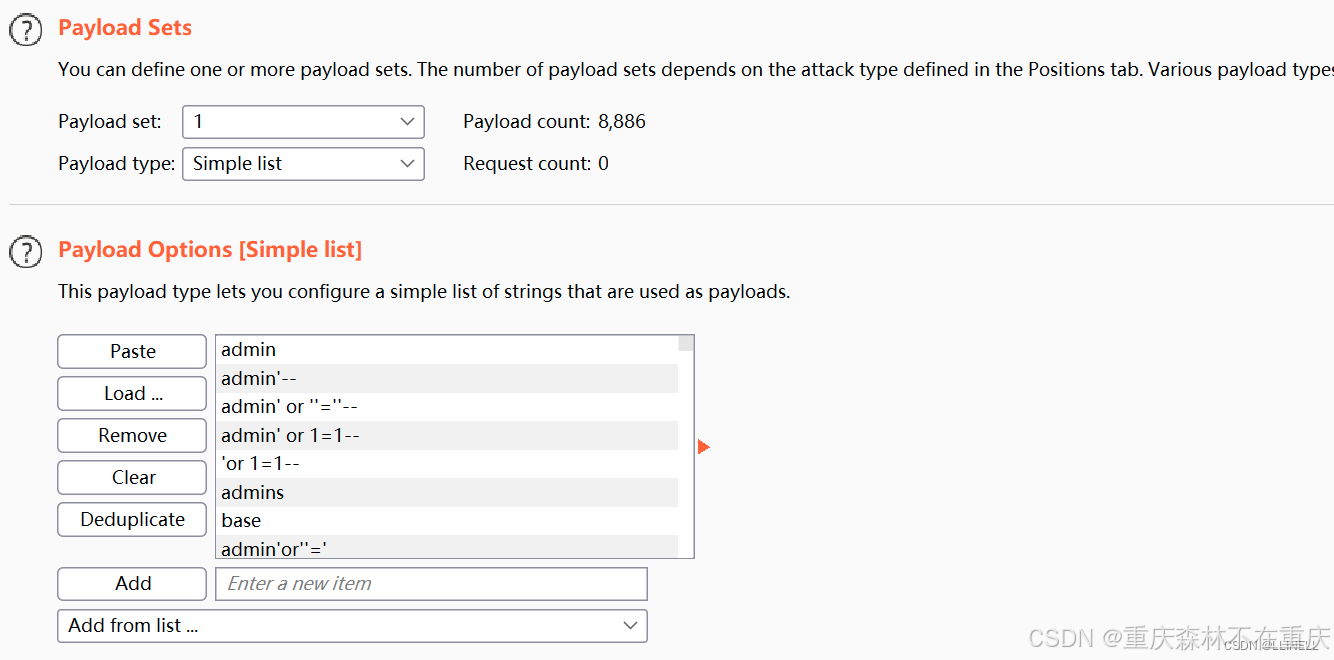 Payload Sets
You can define one or more payload sets. The number of payload sets depends on the attack type defined in the Positions tab. Various payload types
Payload set: 1 Payload count: 8,886
Payload type: Simple list Request count: 0
Payload Options [Simple list]
This payload type lets you configure a simple list of strings that are used as payloads.
Paste
Load ...
Remove
Clear
Deduplicate
admin
admin'--
admin' or ''=''--
admin' or 1=1--
'or 1=1--
admins
base
admin'or''='
Add Enter a new item
Add from list ...
CSDN @重庆森林不在重庆